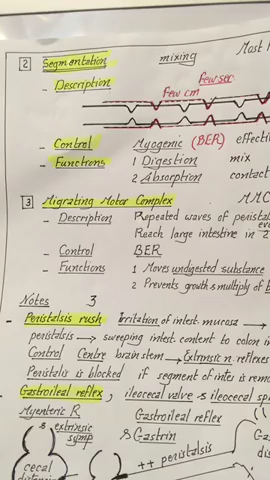 2 Segmentation mixing Most
few sec
- Description few cm
- Control Myogenic (BER) effecti
- Functions 1 Digestion mix
2 Absorption contact
3 Migrating Motor Complex MMC
- Description Repeated waves of peristal
Reach large intestine in
- Control BER
- Functions 1 Moves undigested substance
2 Prevents growth & multiply of b
Notes 3
- Peristalsis rush Irritation of intest. mucosa →
peristalsis → sweeping intest content to colon i
Control Centre brain stem → Extrinsic n. reflexes
Peristalis is blocked if segment of intes is rem
- Gastroileal reflex, ileocecal valve & ileocecal sp
Myenteric R Gastroileal reflex
& extrinsic & Gastrin
symp
++ peristalsis
cecal
disten